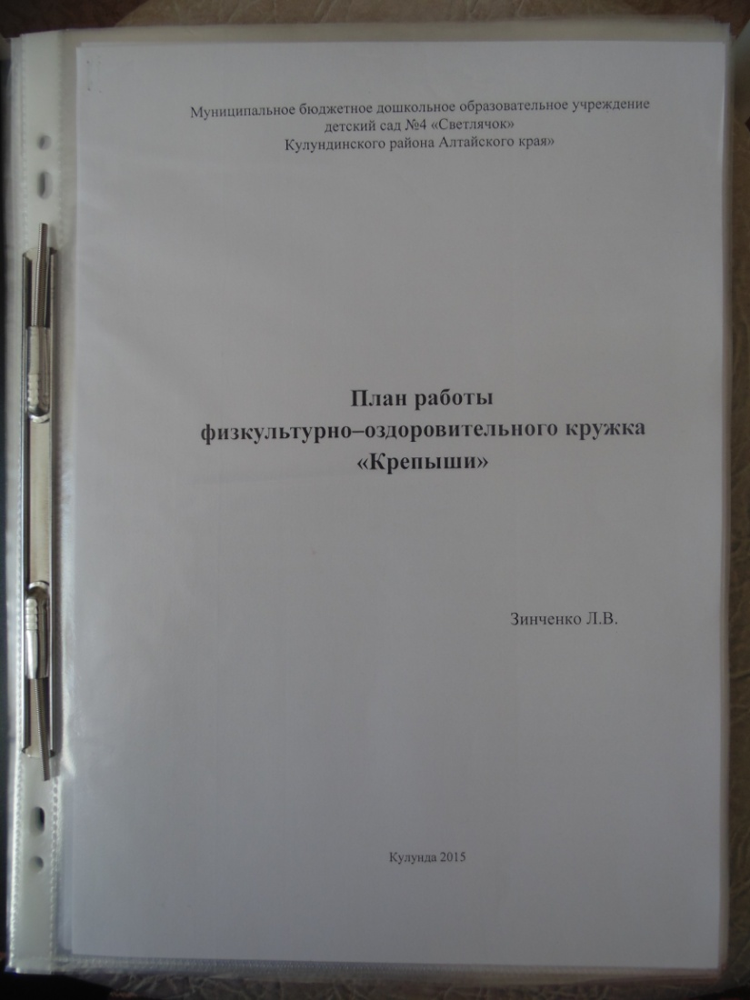 Муниципальное бюджетное дошкольное образовательное учреждение
детский сад №4 «Светлячок»
Кулундинского района Алтайского края»
План работы
физкультурно–оздоровительного кружка
«Крепыши»
Зинченко Л.В.
Кулунда 2015